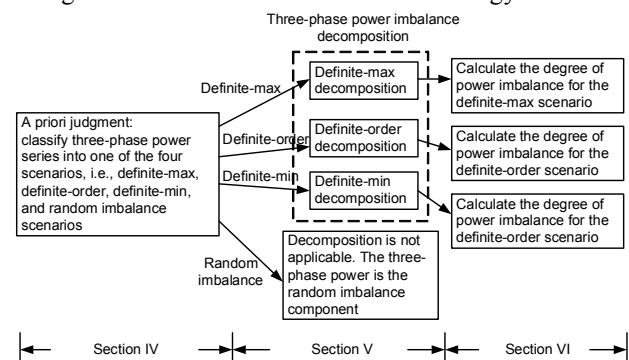 Three-phase power imbalance
decomposition
Definite-max
Definite-max
decomposition
Calculate the degree of
power imbalance for the
definite-max scenario
A priori judgment:
classify three-phase power
series into one of the four
scenarios, i.e., definite-max,
definite-order, definite-min,
and random imbalance
scenarios
Definite-order
Definite-order
decomposition
Calculate the degree of
power imbalance for the
definite-order scenario
Definite-min
Definite-min
decomposition
Calculate the degree of
power imbalance for the
definite-order scenario
Random
imbalance
Decomposition is not
applicable. The three-
phase power is the
random imbalance
component
Section IV
Section V
Section VI